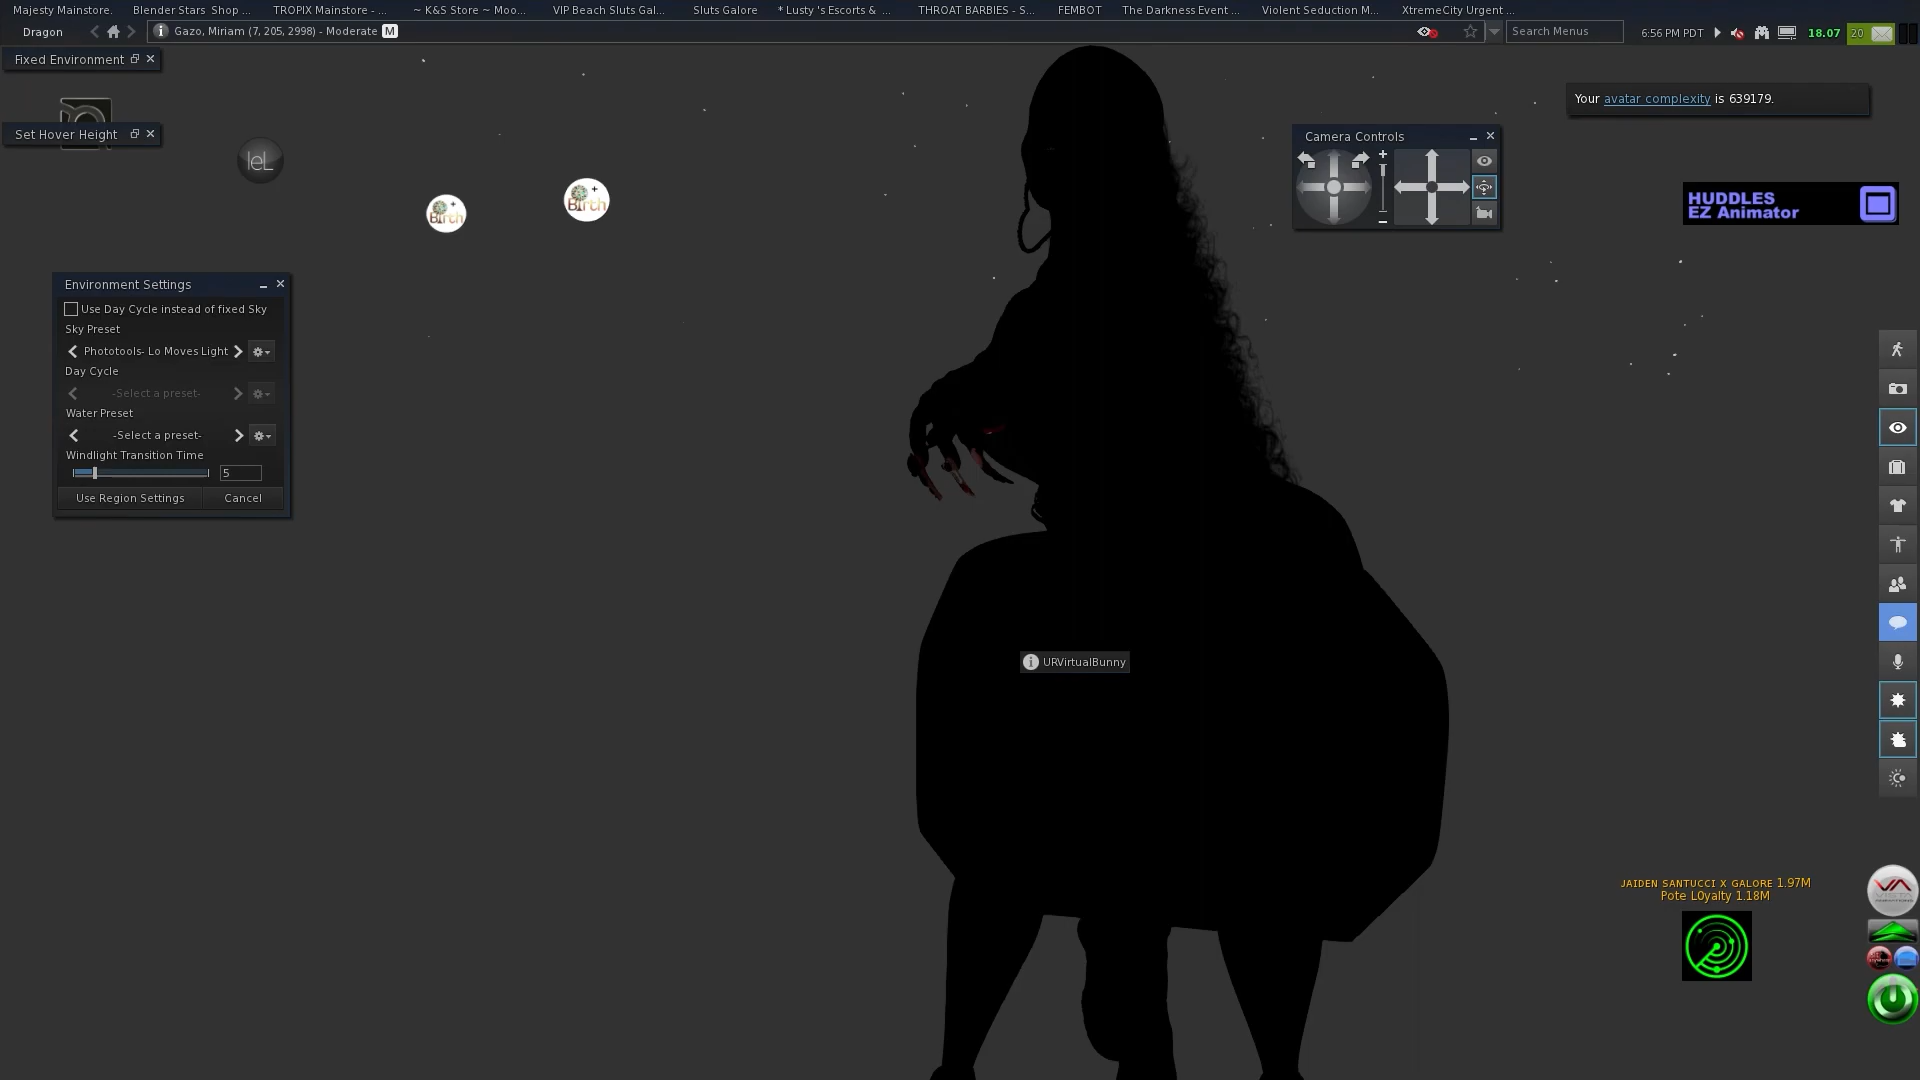 Majesty Mainstore.
Blender Stars Shop ...
TROPIX Mainstore - ...
~ K&S Store ~ Moo...
VIP Beach Sluts Gal...
Sluts Galore
* Lusty 's Escorts & ...
THROAT BARBIES - S...
FEMBOT
The Darkness Event ...
Violent Seduction M...
XtremeCity Urgent ...
Dragon
Gazo, Miriam (7, 205, 2998) - Moderate M
Search Menus
6:56 PM PDT
18.07
20
Fixed Environment
Set Hover Height
leL
Birth
Birth
Your avatar complexity is 639179.
Camera Controls
HUDDLES
EZ Animator
Environment Settings
Use Day Cycle instead of fixed Sky
Sky Preset
Phototools- Lo Moves Light
Day Cycle
-Select a preset-
Water Preset
-Select a preset-
Windlight Transition Time
5
Use Region Settings
Cancel
URVirtualBunny
JAIDEN SANTUCCI X GALORE 1.97M
Pote L0yalty 1.18M
VISTA